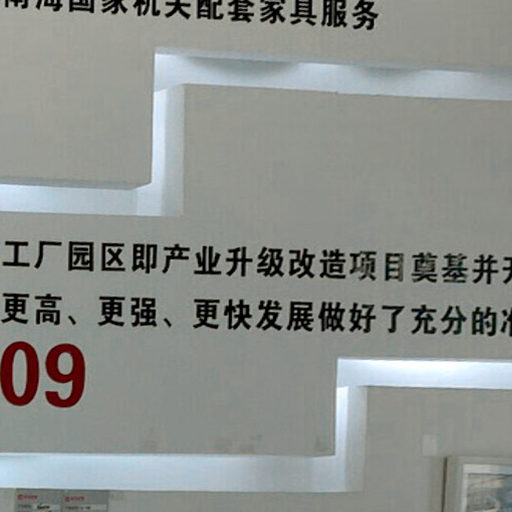 南海国家机关配套家具服务
工厂园区即产业升级改造项目奠基并开
更高、更强、更快发展做好了充分的准
09